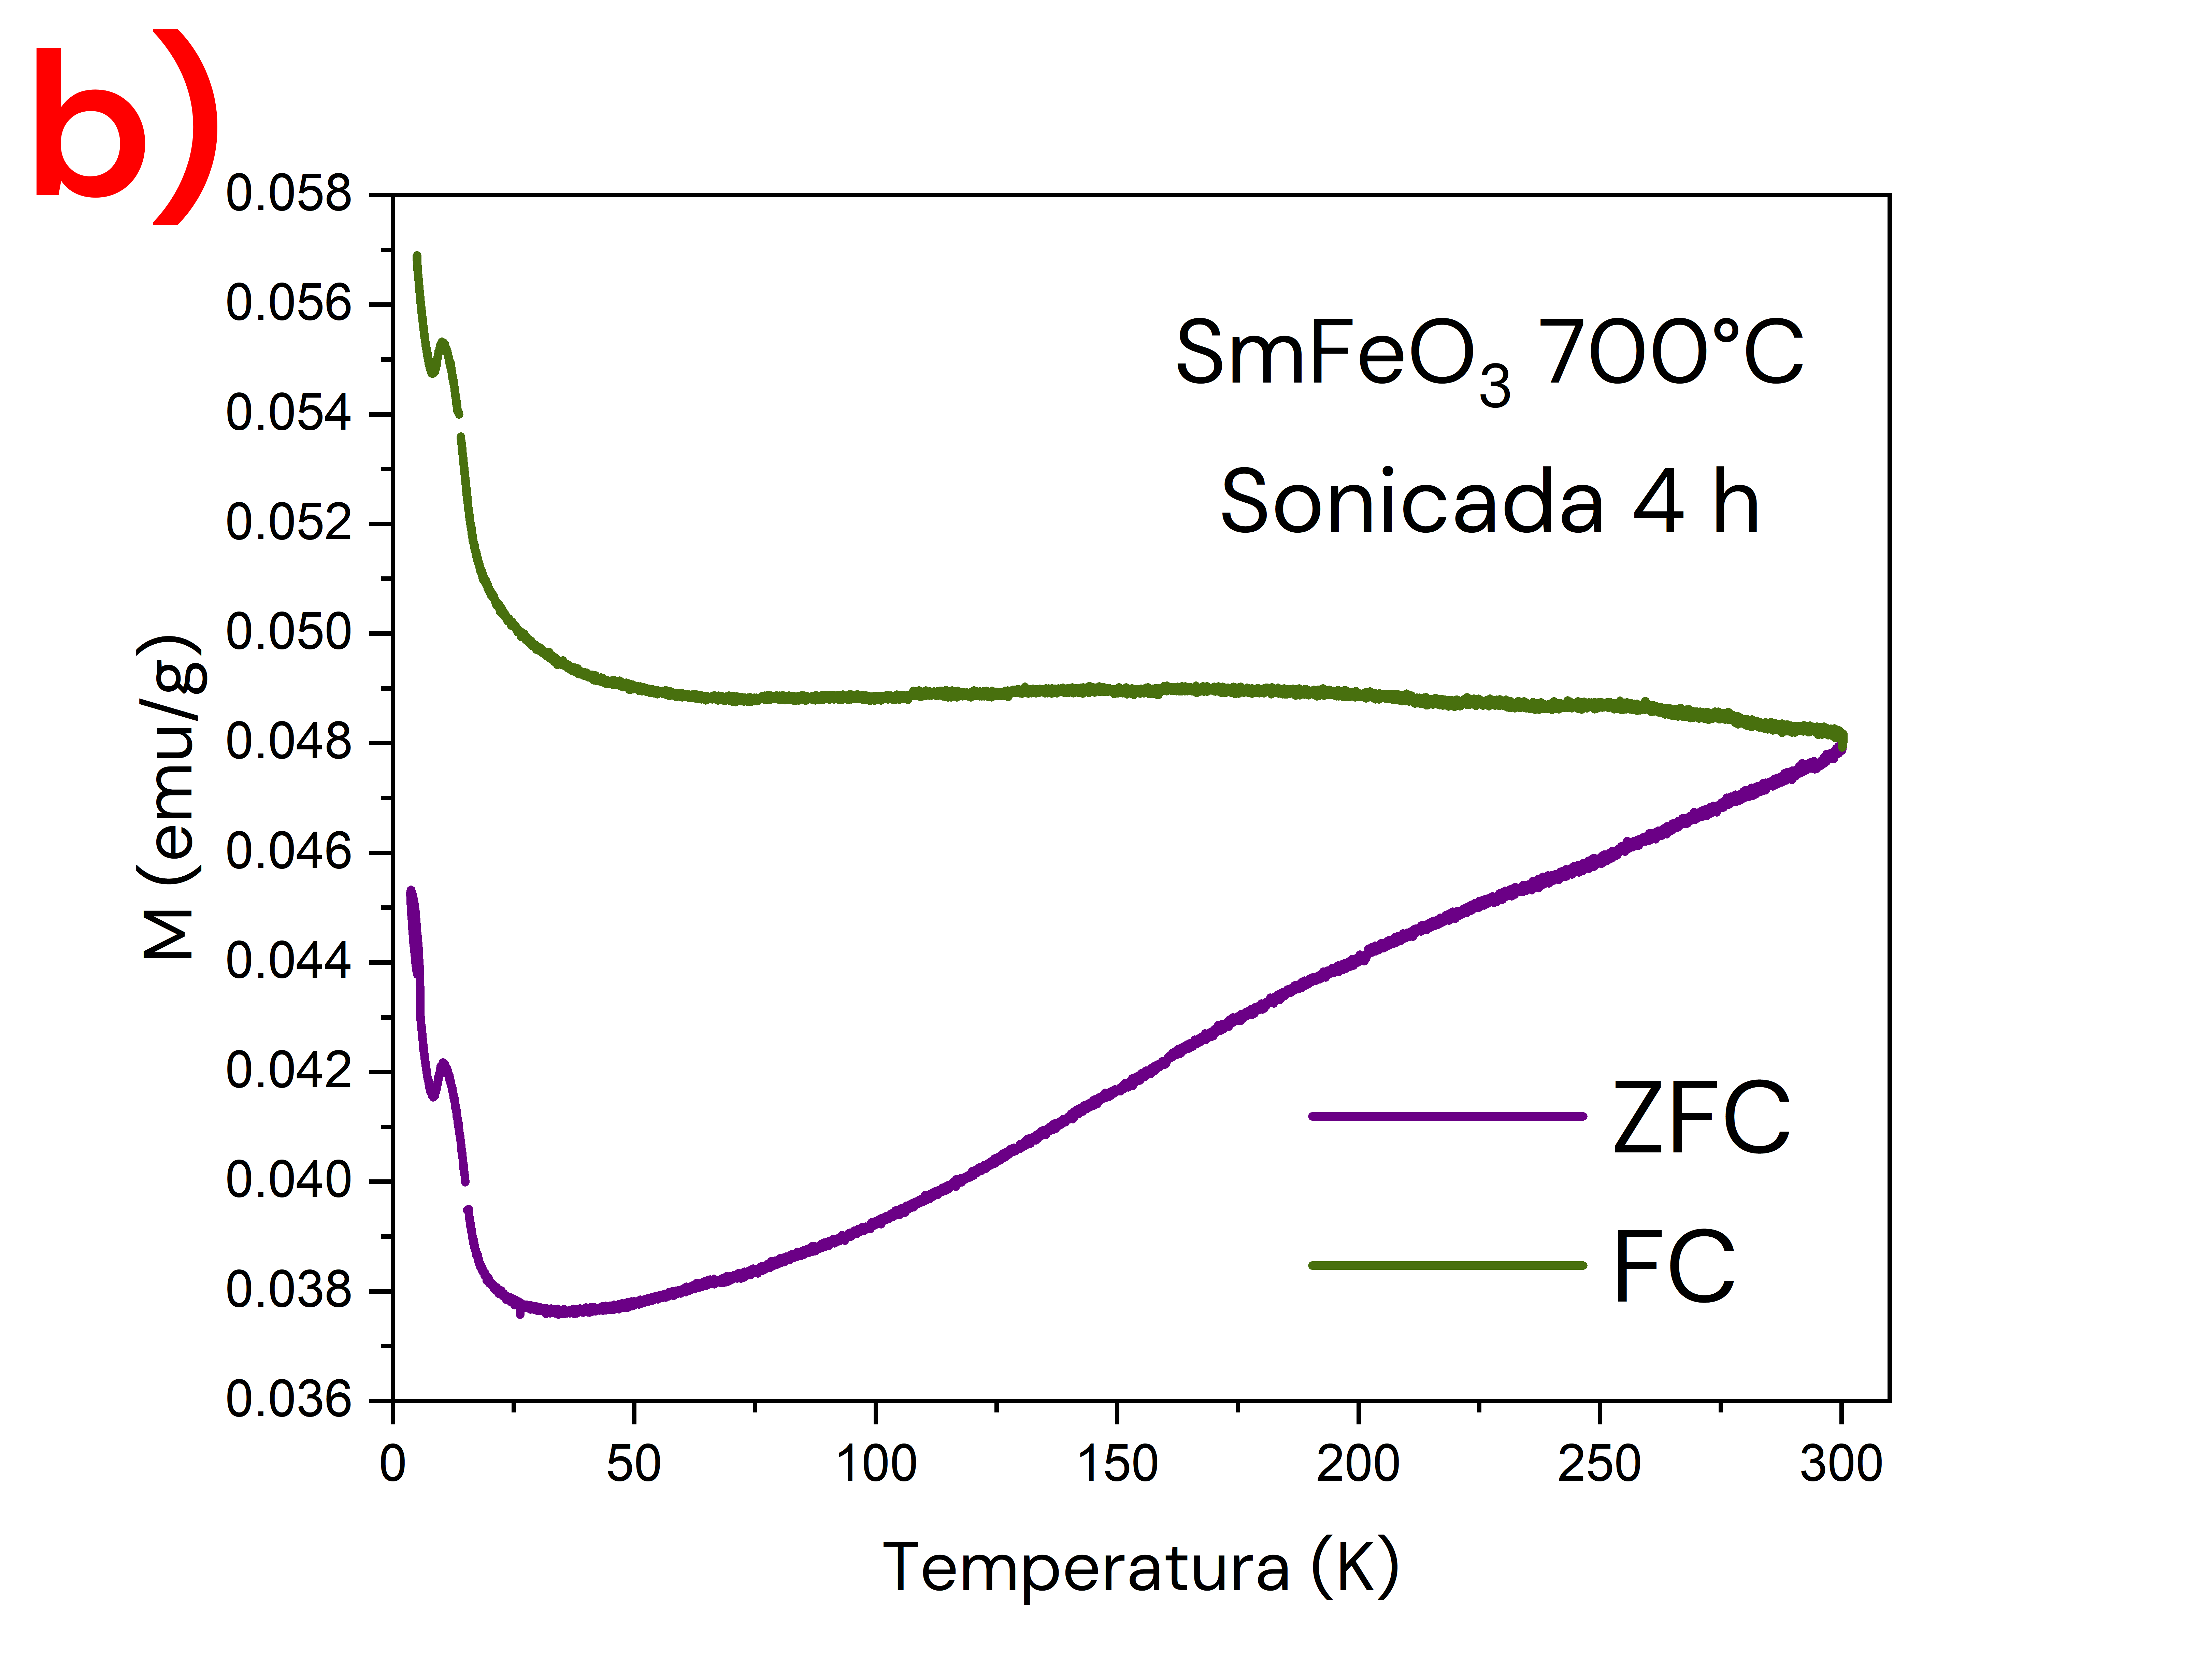 b)
0.058
0.056
0.054
0.052
0.050
0.048
0.046
0.044
0.042
0.040
0.038
0.036
M (emu/g)
SmFeO₃ 700°C
Sonicada 4 h
ZFC
FC
0 50 100 150 200 250 300
Temperatura (K)